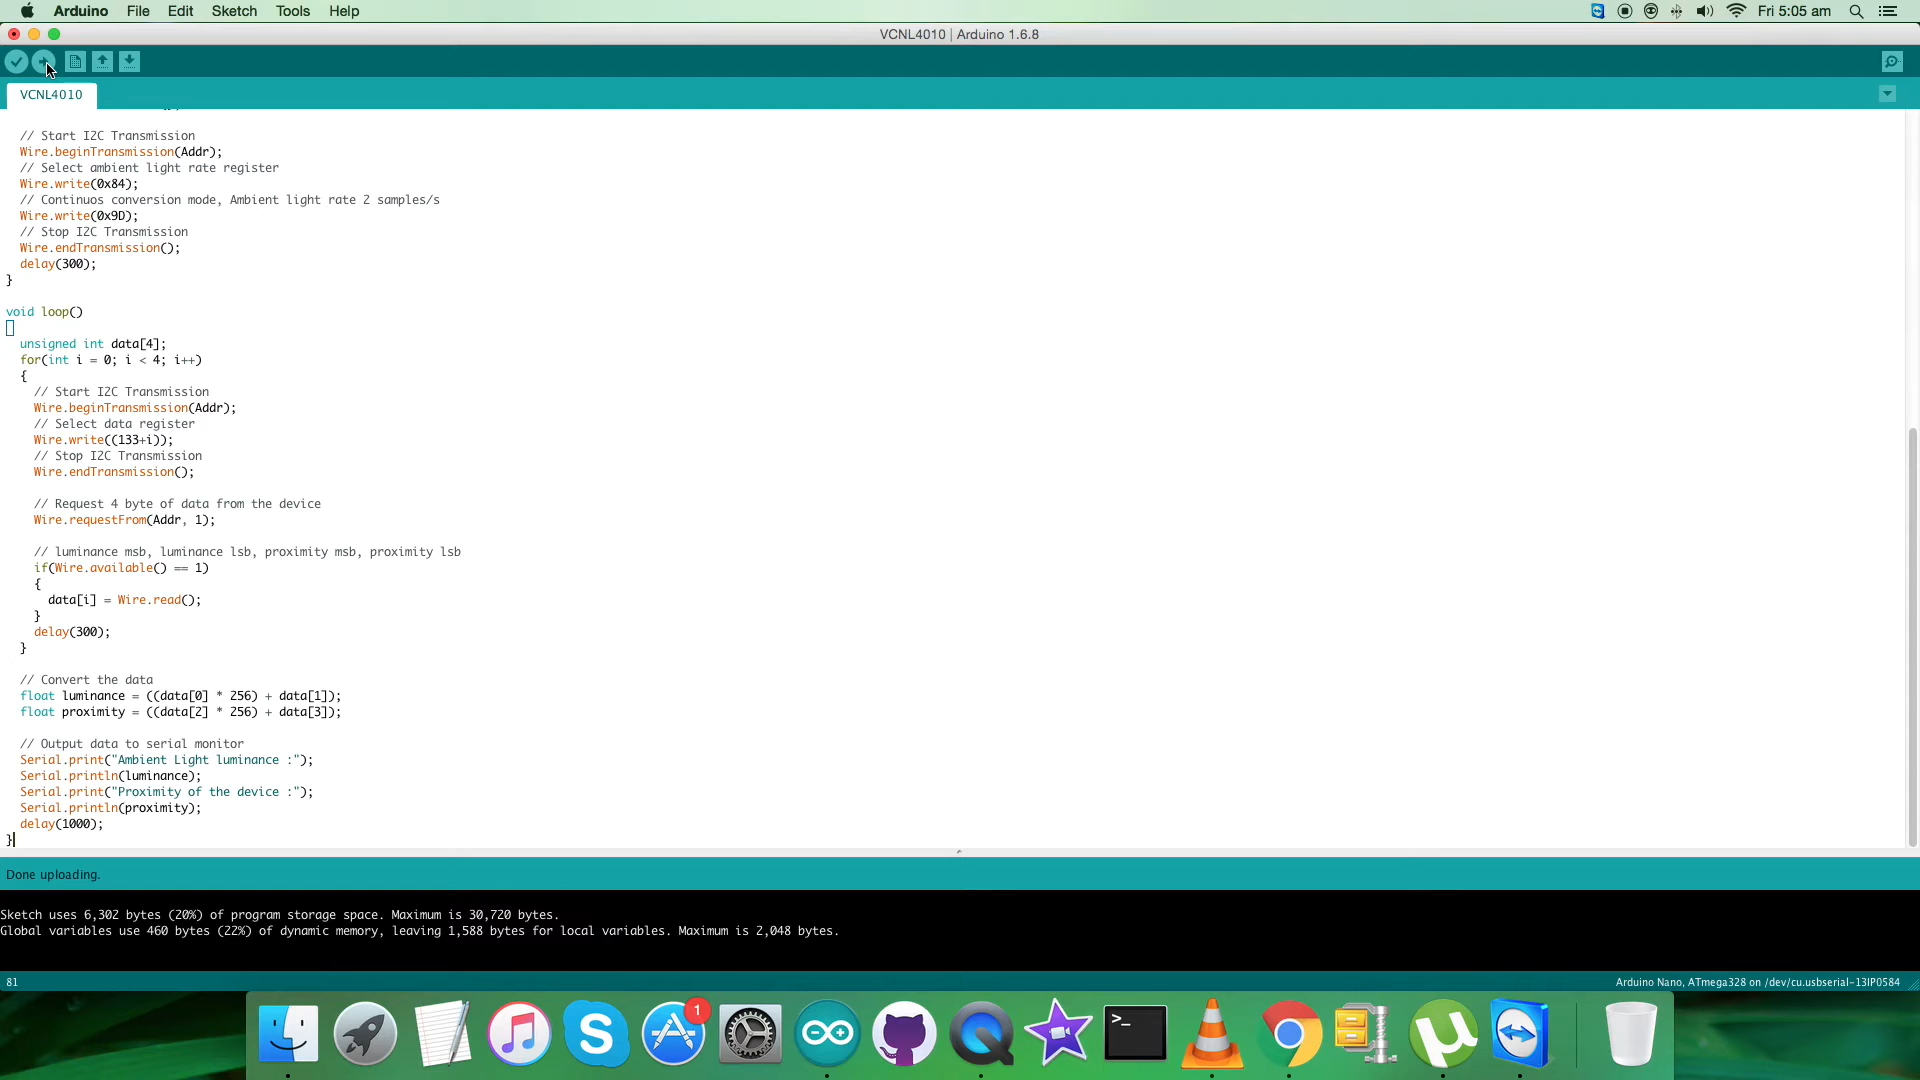 Arduino File Edit Sketch Tools Help Fri 5:05 am
VCNL4010 | Arduino 1.6.8
VCNL4010
// Start I2C Transmission
Wire.beginTransmission(Addr);
// Select ambient light rate register
Wire.write(0x84);
// Continuos conversion mode, Ambient light rate 2 samples/s
Wire.write(0x9D);
// Stop I2C Transmission
Wire.endTransmission();
delay(300);
}
void loop()
unsigned int data[4];
for(int i = 0; i < 4; i++)
{
// Start I2C Transmission
Wire.beginTransmission(Addr);
// Select data register
Wire.write((133+i));
// Stop I2C Transmission
Wire.endTransmission();
// Request 4 byte of data from the device
Wire.requestFrom(Addr, 1);
// luminance msb, luminance lsb, proximity msb, proximity lsb
if(Wire.available() == 1)
{
data[i] = Wire.read();
}
delay(300);
}
// Convert the data
float luminance = ((data[0] * 256) + data[1]);
float proximity = ((data[2] * 256) + data[3]);
// Output data to serial monitor
Serial.print("Ambient Light luminance :");
Serial.println(luminance);
Serial.print("Proximity of the device :");
Serial.println(proximity);
delay(1000);
}
Done uploading.
Sketch uses 6,302 bytes (20%) of program storage space. Maximum is 30,720 bytes.
Global variables use 460 bytes (22%) of dynamic memory, leaving 1,588 bytes for local variables. Maximum is 2,048 bytes.
81 Arduino Nano, ATmega328 on /dev/cu.usbserial-13IP0584
1